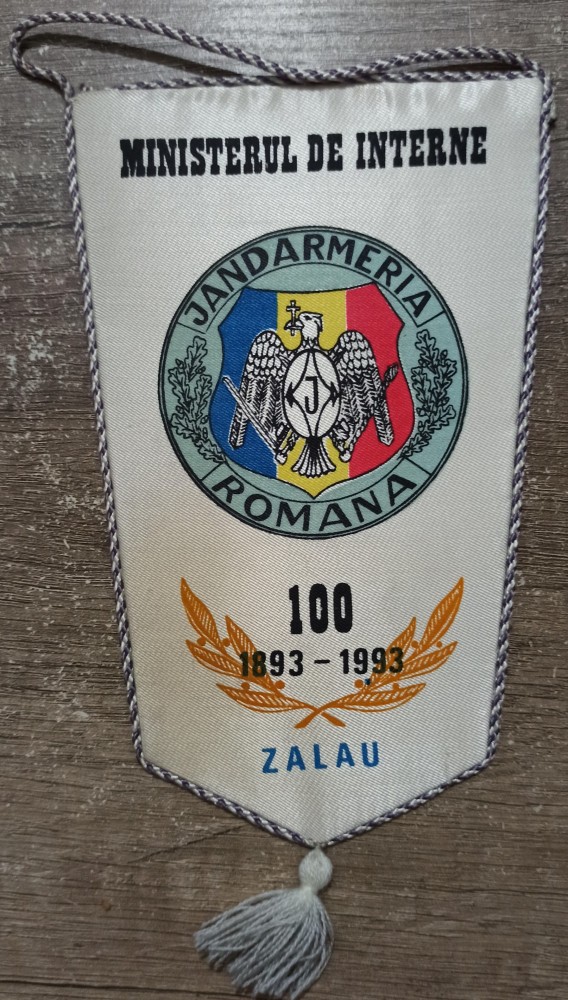 MINISTERUL DE INTERNE
JANDARMERIA
J
ROMANA
100
1893 - 1993
ZALAU